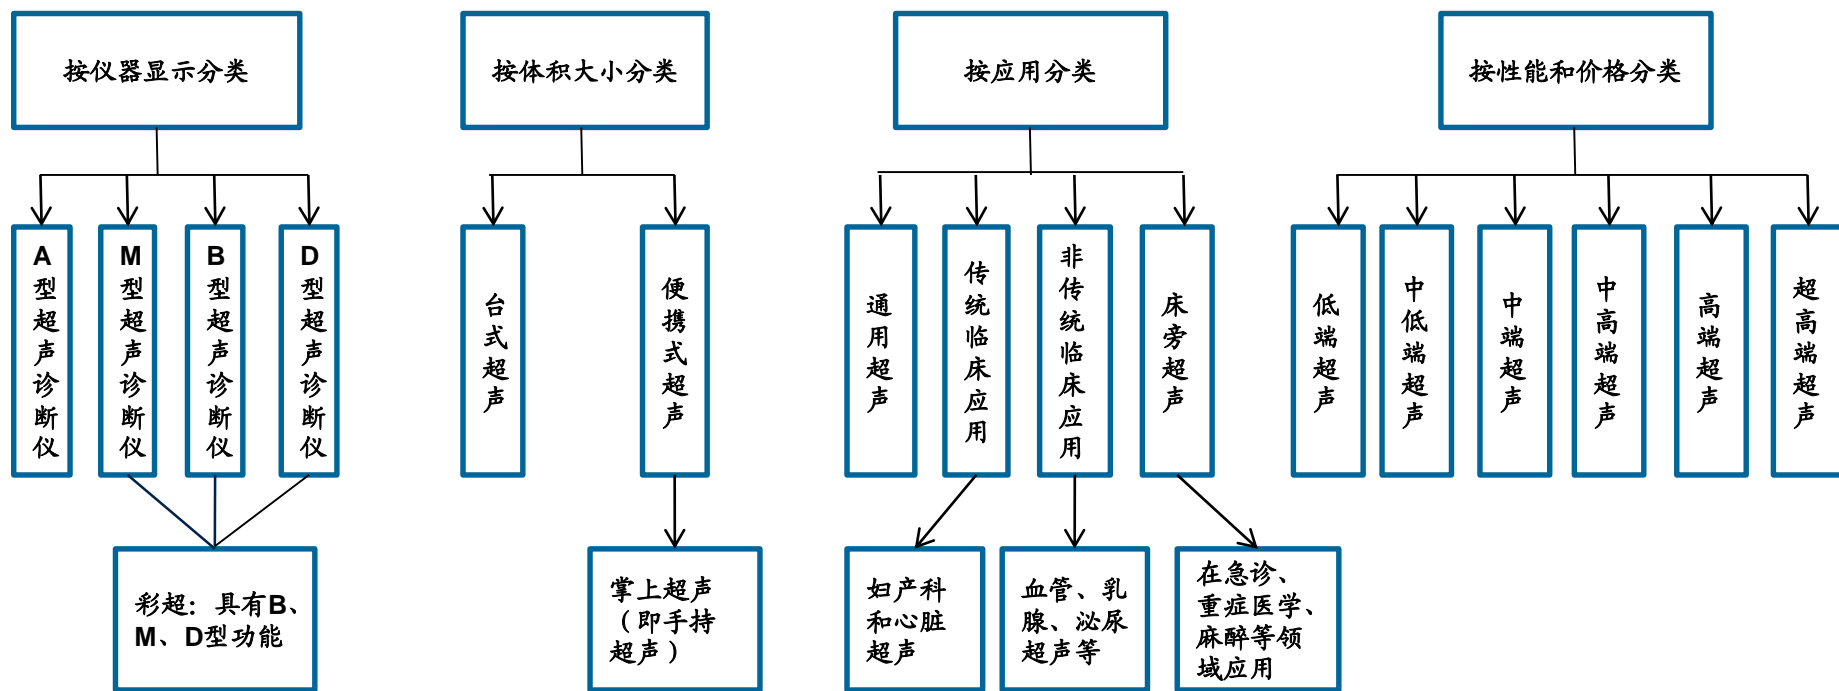 按仪器显示分类
按体积大小分类
按应用分类
按性能和价格分类
A型超声诊断仪
M型超声诊断仪
B型超声诊断仪
D型超声诊断仪
台式超声
便携式超声
通用超声
传统临床应用
非传统临床应用
床旁超声
低端超声
中低端超声
中端超声
中高端超声
高端超声
超高端超声
彩超：具有B、
M、D型功能
掌上超声
（即手持
超声）
妇产科
和心脏
超声
血管、乳
腺、泌尿
超声等
在急诊、
重症医学、
麻醉等领
域应用